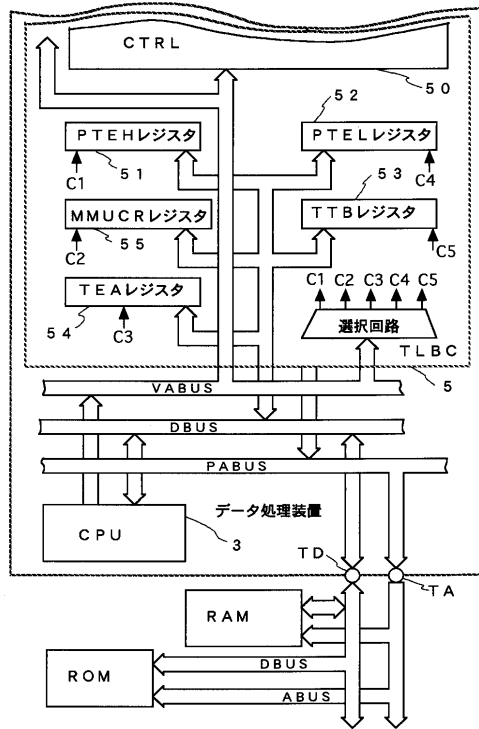 CTRL
50
52
PTEHレジスタ
PTELレジスタ
C1
51
53
C4
MMUCRレジスタ
TTBレジスタ
C2
55
C5
TEAレジスタ
C1 C2 C3 C4 C5
54
C3
選択回路
TLBC
5
VABUS
DBUS
PABUS
データ処理装置
CPU
3
TD
TA
RAM
ROM
DBUS
ABUS